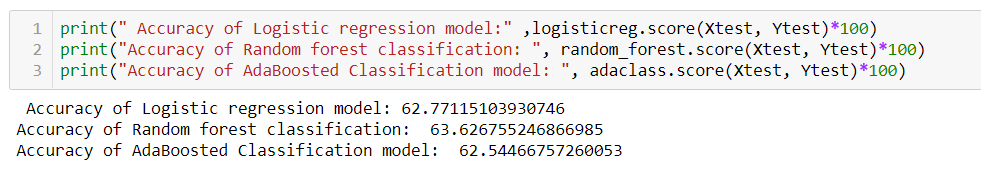 1 print(" Accuracy of Logistic regression model:" ,logisticreg.score(Xtest, Ytest)*100)
2 print("Accuracy of Random forest classification: ", random_forest.score(Xtest, Ytest)*100)
3 print("Accuracy of AdaBoosted Classification model: ", adaclass.score(Xtest, Ytest)*100)
Accuracy of Logistic regression model: 62.77115103930746
Accuracy of Random forest classification:  63.626755246866985
Accuracy of AdaBoosted Classification model:  62.54466757260053